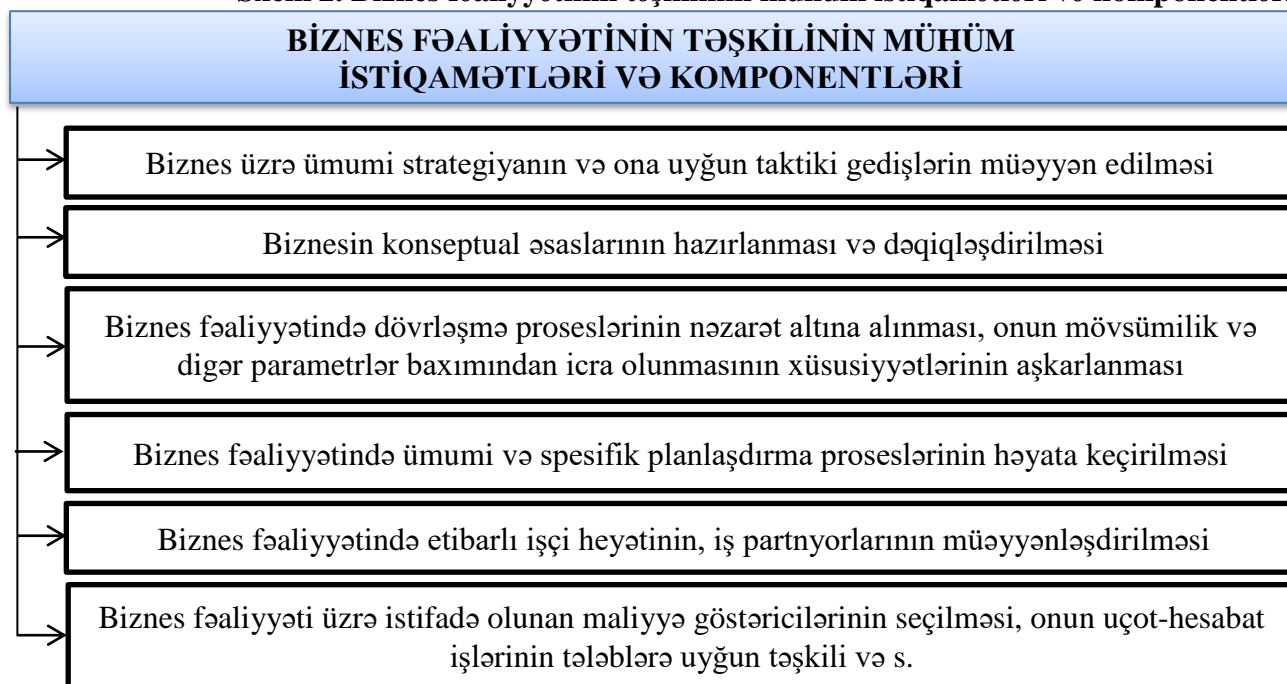 BİZNES FƏALİYYƏTİNİN TƏŞKİLİNİN MÜHÜM
İSTİQAMƏTLƏRİ VƏ KOMPONENTLƏRİ
Biznes üzrə ümumi strategiyanın və ona uyğun taktiki gedişlərin müəyyən edilməsi
Biznesin konseptual əsaslarının hazırlanması və dəqiqləşdirilməsi
Biznes fəaliyyətində dövrləşmə proseslərinin nəzarət altına alınması, onun mövsümilik və
digər parametrlər baxımından icra olunmasının xüsusiyyətlərinin aşkarlanması
Biznes fəaliyyətində ümumi və spesifik planlaşdırma proseslərinin həyata keçirilməsi
Biznes fəaliyyətində etibarlı işçi heyətinin, iş partnyorlarının müəyyənləşdirilməsi
Biznes fəaliyyəti üzrə istifadə olunan maliyyə göstəricilərinin seçilməsi, onun uçot-hesabat
işlərinin tələblərə uyğun təşkili və s.